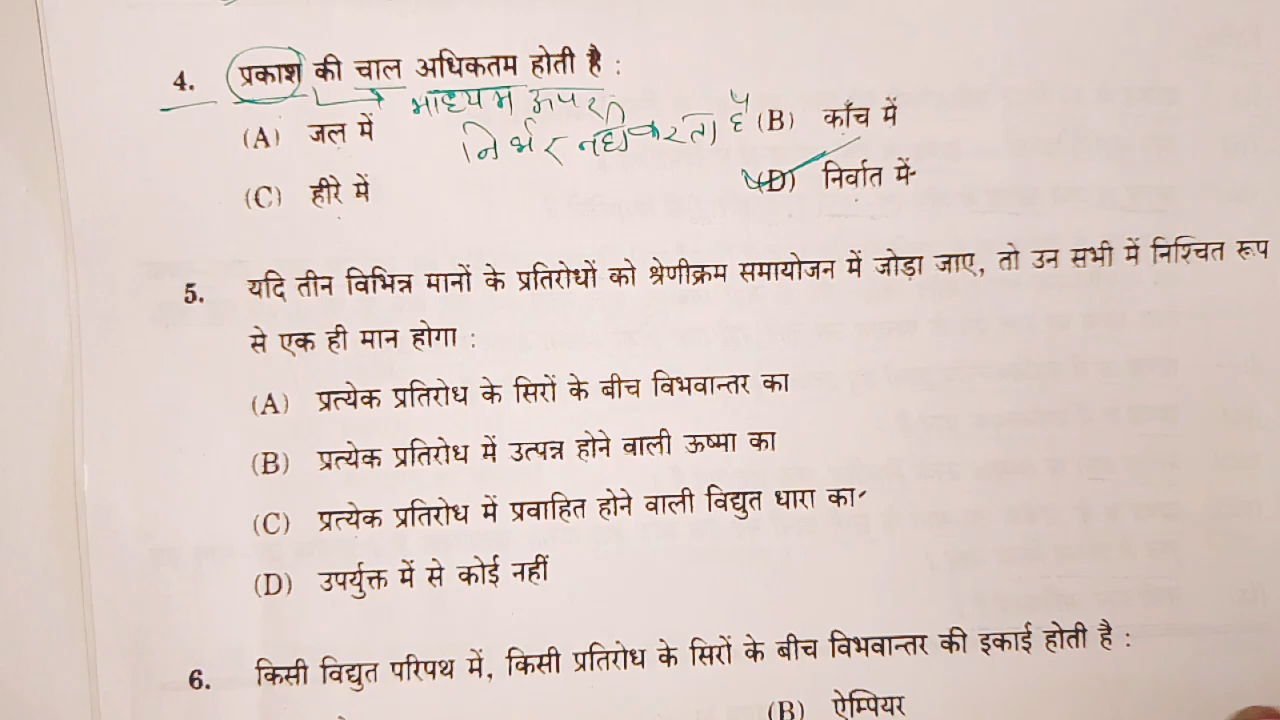 4. प्रकाश की चाल अधिकतम होती है :
माध्यम ऊपर
निर्भर नही करता है
(A) जल में (B) काँच में
(C) हीरे में (D) निर्वात में
5. यदि तीन विभिन्न मानों के प्रतिरोधों को श्रेणीक्रम समायोजन में जोड़ा जाए, तो उन सभी में निश्चित रूप
से एक ही मान होगा :
(A) प्रत्येक प्रतिरोध के सिरों के बीच विभवान्तर का
(B) प्रत्येक प्रतिरोध में उत्पन्न होने वाली ऊष्मा का
(C) प्रत्येक प्रतिरोध में प्रवाहित होने वाली विद्युत धारा का
(D) उपर्युक्त में से कोई नहीं
6. किसी विद्युत परिपथ में, किसी प्रतिरोध के सिरों के बीच विभवान्तर की इकाई होती है :
(B) ऐम्पियर